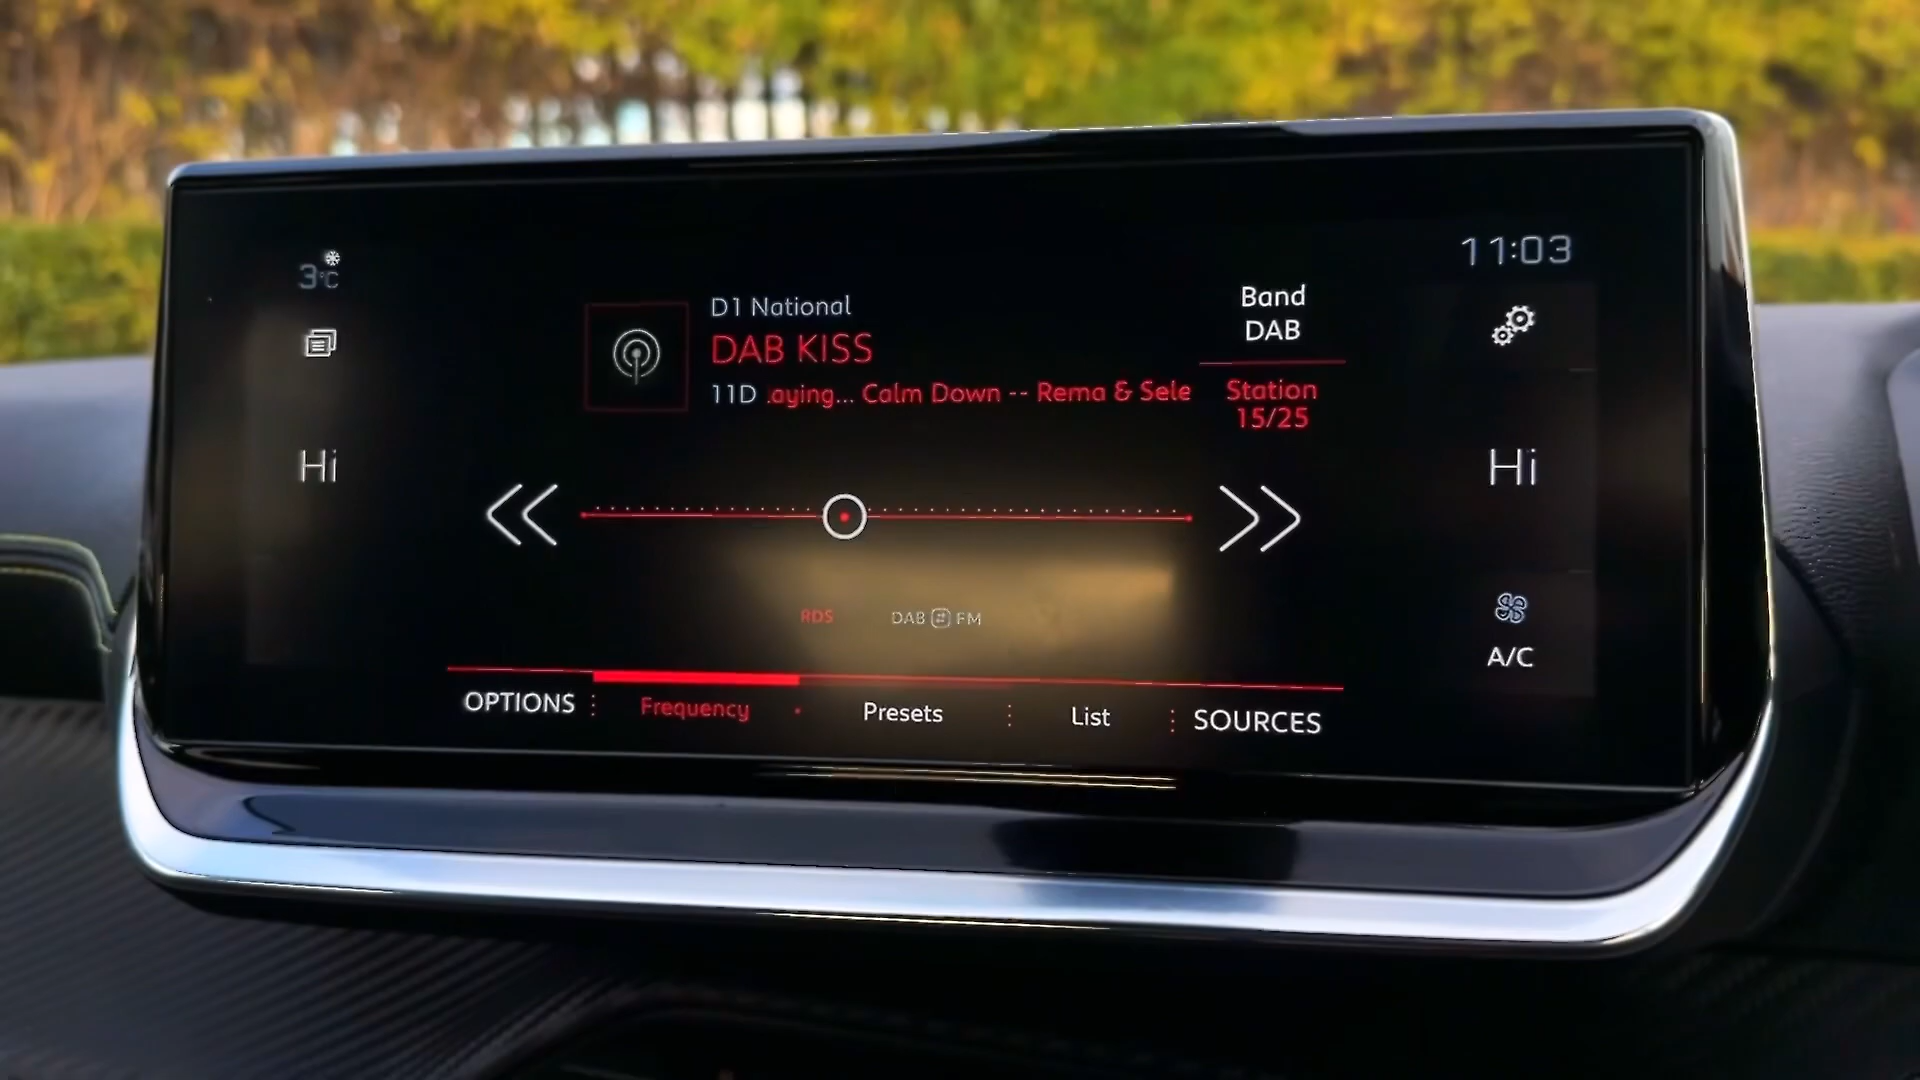 3°C
11:03
D1 National
DAB KISS
11D .aying... Calm Down -- Rema & Sele
Band
DAB
Station
15/25
Hi
Hi
RDS
DAB FM
A/C
OPTIONS
Frequency
Presets
List
SOURCES